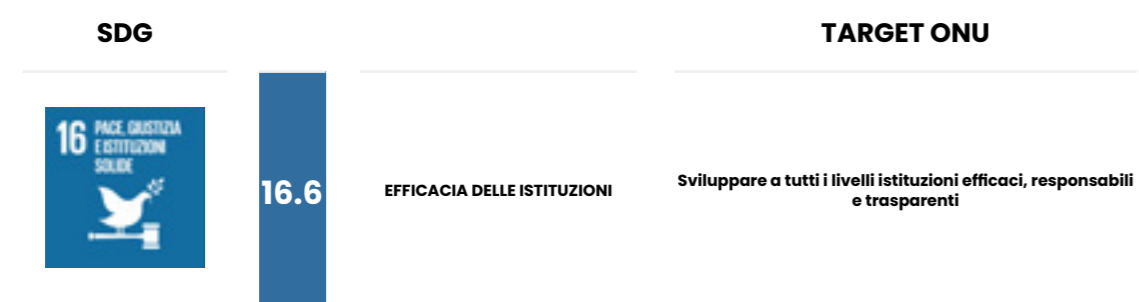 SDG
TARGET ONU
16 PACE, GIUSTIZIA
E ISTITUZIONI
SOLIDE
16.6
EFFICACIA DELLE ISTITUZIONI
Sviluppare a tutti i livelli istituzioni efficaci, responsabili
e trasparenti